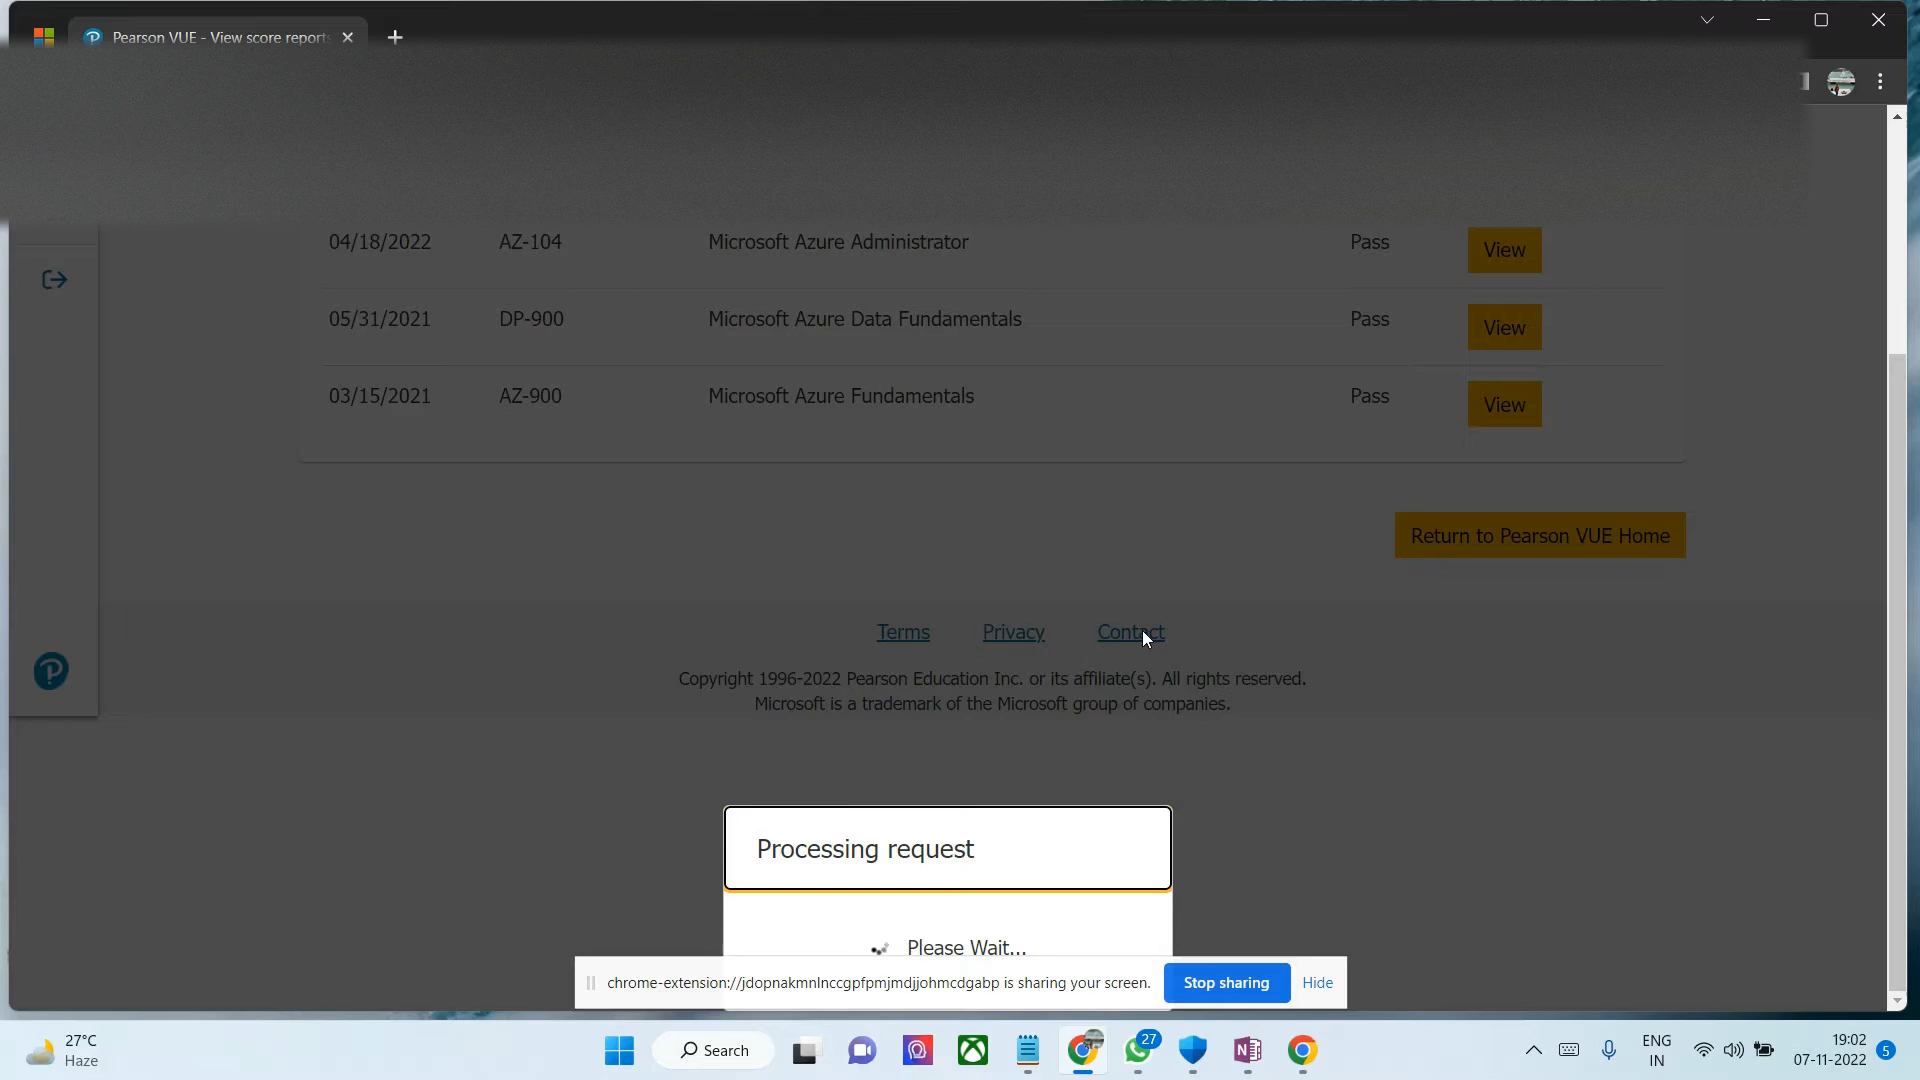 Pearson VUE - View score reports
04/18/2022 AZ-104 Microsoft Azure Administrator Pass View
05/31/2021 DP-900 Microsoft Azure Data Fundamentals Pass View
03/15/2021 AZ-900 Microsoft Azure Fundamentals Pass View
Return to Pearson VUE Home
Terms Privacy Contact
Copyright 1996-2022 Pearson Education Inc. or its affiliate(s). All rights reserved.
Microsoft is a trademark of the Microsoft group of companies.
Processing request
Please Wait...
chrome-extension://jdopnakmnlnccgpfpmjmdjjohmcdgabp is sharing your screen. Stop sharing Hide
27°C
Haze
Search
27
ENG
IN
19:02
07-11-2022
5